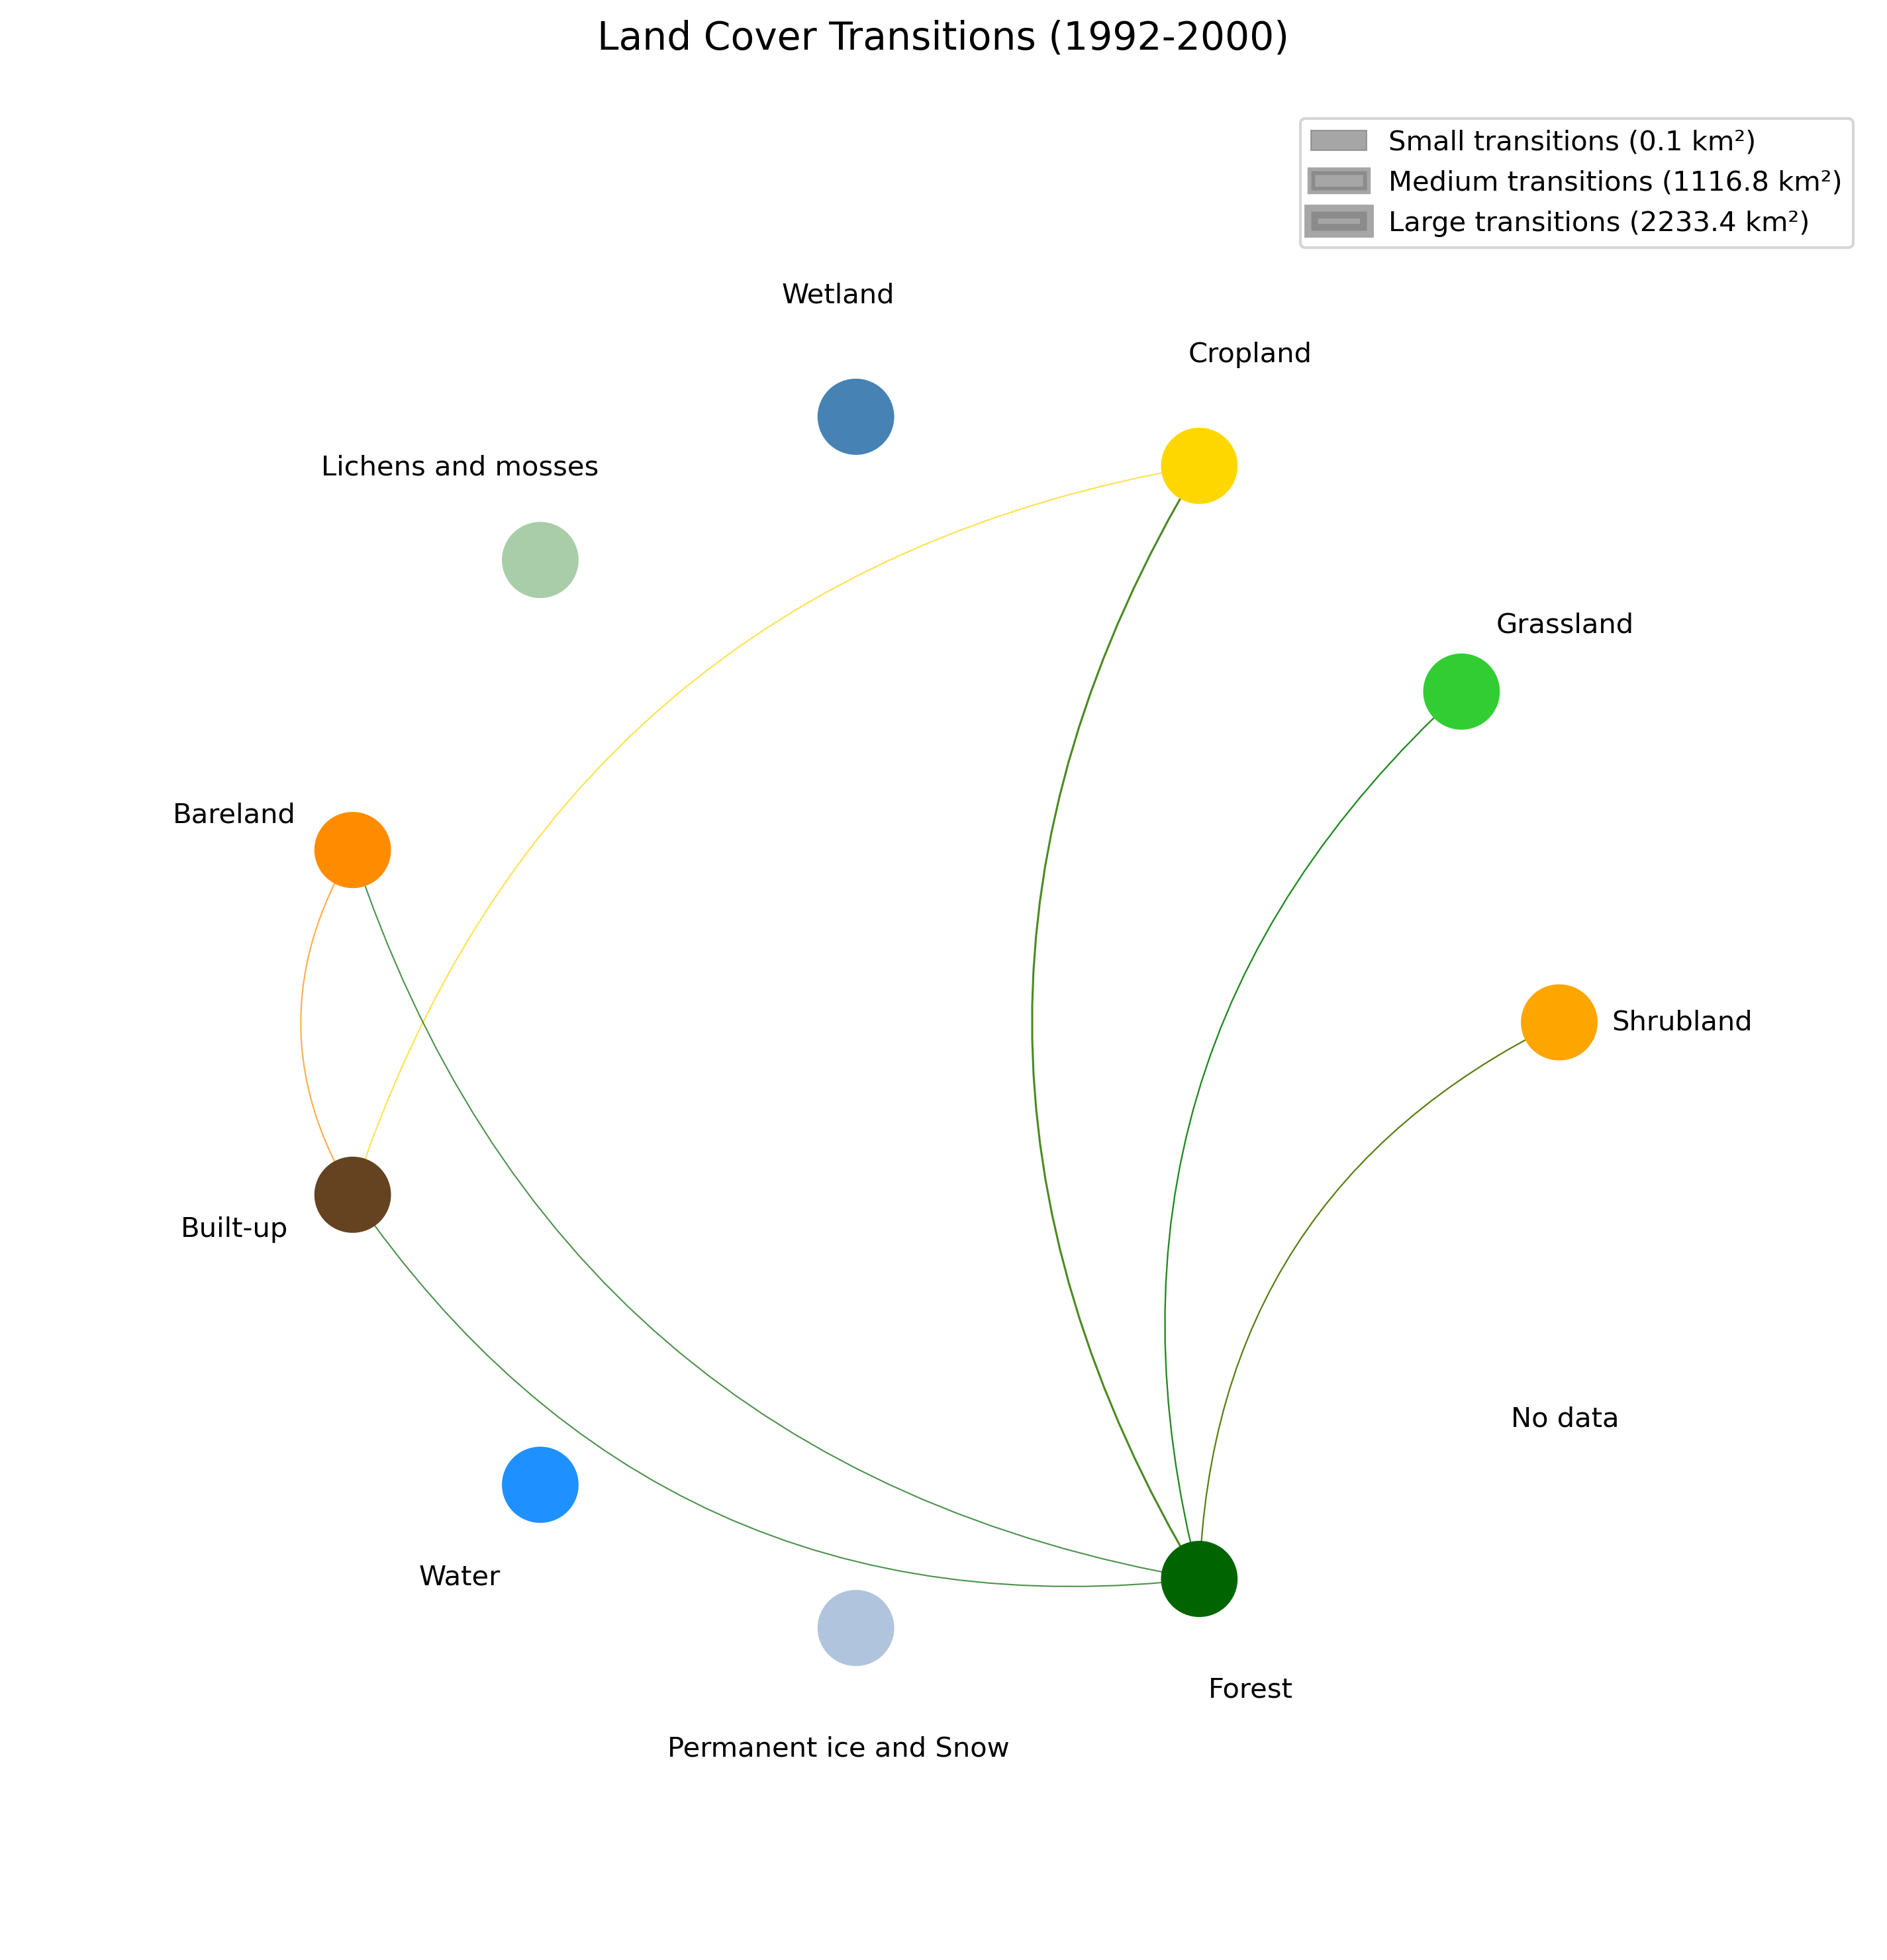 Land Cover Transitions (1992-2000)
Small transitions (0.1 km²)
Medium transitions (1116.8 km²)
Large transitions (2233.4 km²)
Wetland
Cropland
Lichens and mosses
Grassland
Bareland
Shrubland
Built-up
No data
Water
Forest
Permanent ice and Snow